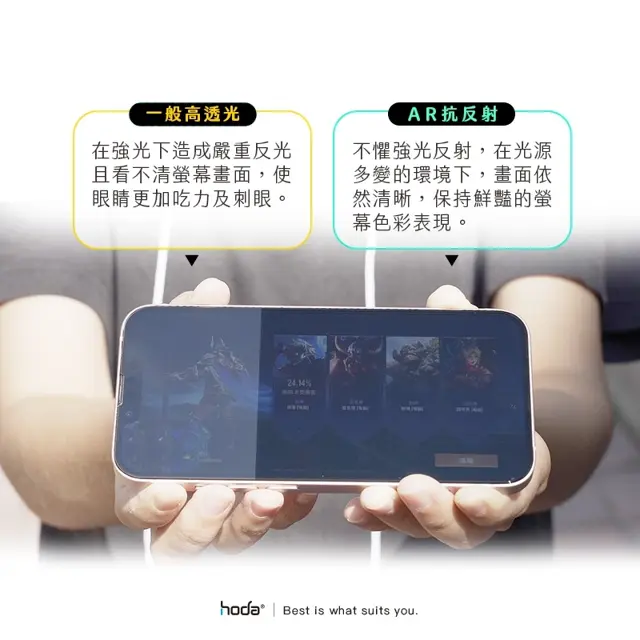 一般高透光
在強光下造成嚴重反光
且看不清螢幕畫面，使
眼睛更加吃力及刺眼。
AR抗反射
不懼強光反射，在光源
多變的環境下，畫面依
然清晰，保持鮮豔的螢
幕色彩表現。
24.14%
hoda® | Best is what suits you.